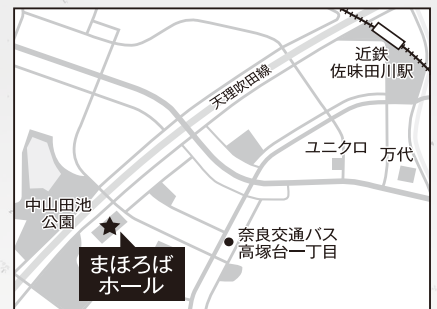 近鉄
佐味田川駅
天理吹田線
ユニクロ
万代
中山田池
公園
奈良交通バス
高塚台一丁目
まほろば
ホール